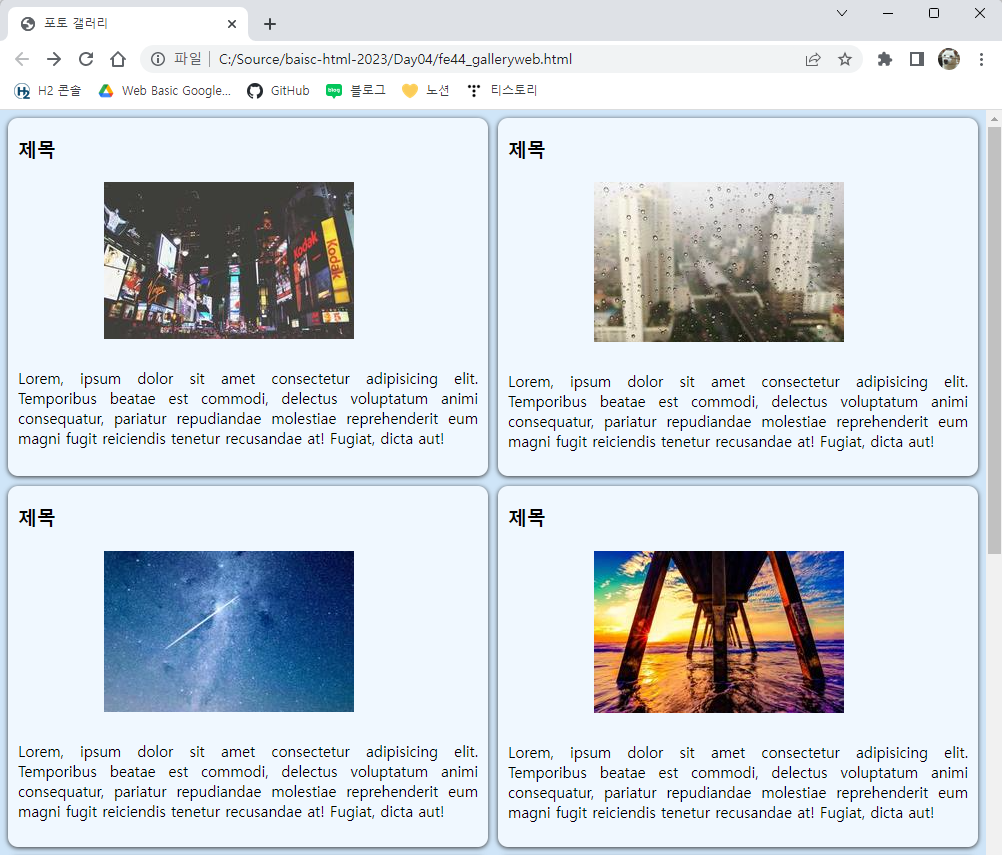 포토 갤러리
파일 C:/Source/baisc-html-2023/Day04/fe44_galleryweb.html
H2 콘솔 Web Basic Google... GitHub blog 블로그 노션 티스토리
제목
Virgin Kodak Kodak
Lorem, ipsum dolor sit amet consectetur adipisicing elit.
Temporibus beatae est commodi, delectus voluptatum animi
consequatur, pariatur repudiandae molestiae reprehenderit eum
magni fugit reiciendis tenetur recusandae at! Fugiat, dicta aut!
제목
Lorem, ipsum dolor sit amet consectetur adipisicing elit.
Temporibus beatae est commodi, delectus voluptatum animi
consequatur, pariatur repudiandae molestiae reprehenderit eum
magni fugit reiciendis tenetur recusandae at! Fugiat, dicta aut!
제목
Lorem, ipsum dolor sit amet consectetur adipisicing elit.
Temporibus beatae est commodi, delectus voluptatum animi
consequatur, pariatur repudiandae molestiae reprehenderit eum
magni fugit reiciendis tenetur recusandae at! Fugiat, dicta aut!
제목
Lorem, ipsum dolor sit amet consectetur adipisicing elit.
Temporibus beatae est commodi, delectus voluptatum animi
consequatur, pariatur repudiandae molestiae reprehenderit eum
magni fugit reiciendis tenetur recusandae at! Fugiat, dicta aut!